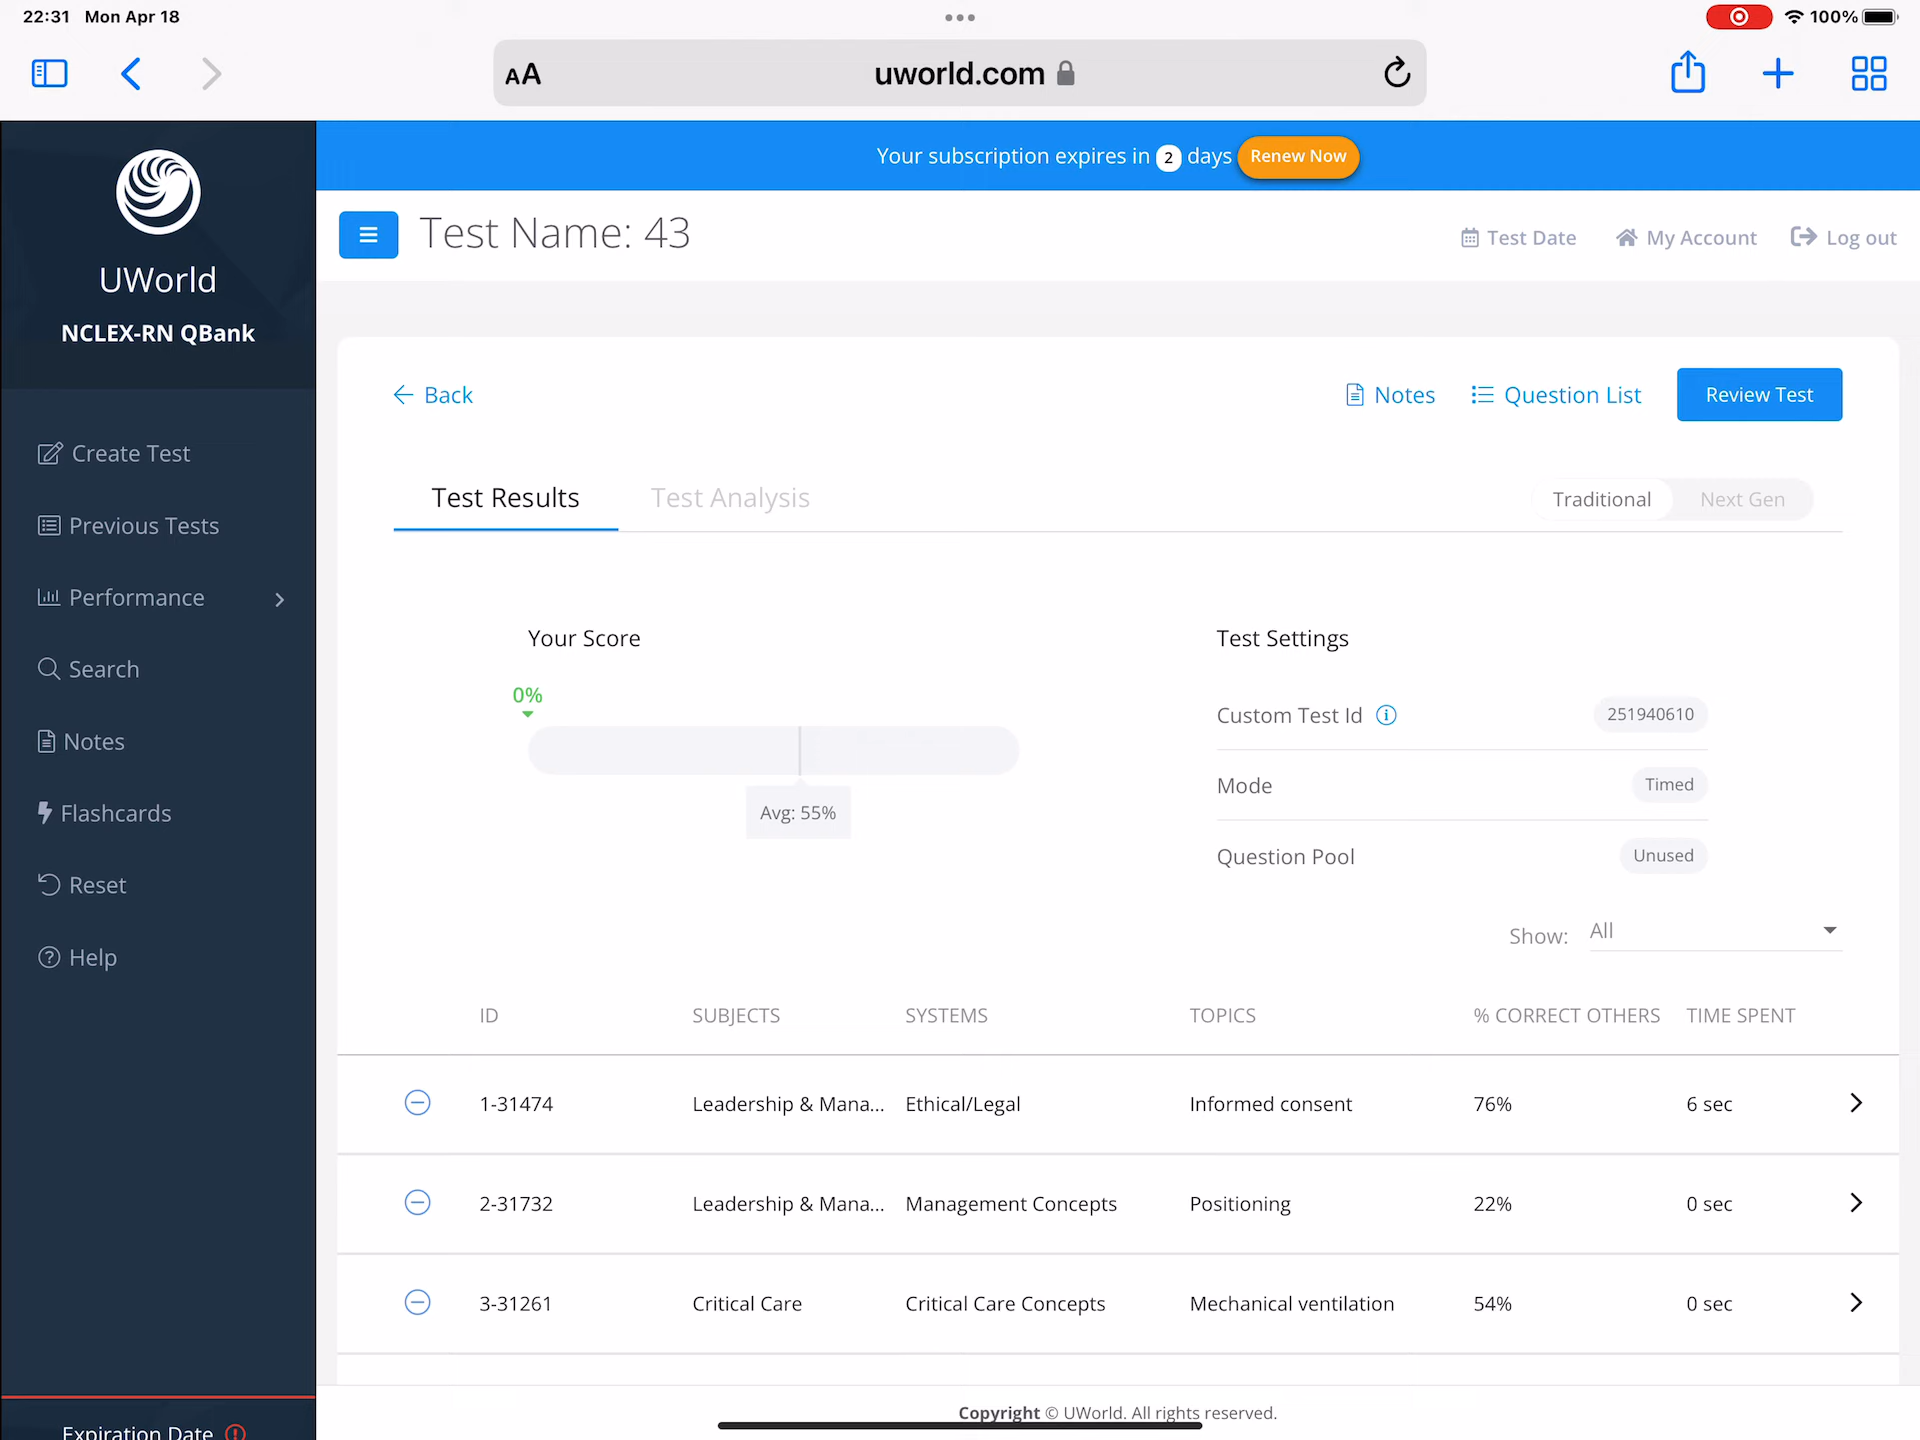 22:31 Mon Apr 18
100%
AA
uworld.com
Your subscription expires in 2 days Renew Now
UWorld
NCLEX-RN QBank
Test Name: 43
Test Date
My Account
Log out
Create Test
Previous Tests
Performance
Search
Notes
Flashcards
Reset
Help
Expiration Date
Back
Notes
Question List
Review Test
Test Results
Test Analysis
Traditional
Next Gen
Your Score
0%
Avg: 55%
Test Settings
Custom Test Id 251940610
Mode Timed
Question Pool Unused
Show: All
ID SUBJECTS SYSTEMS TOPICS % CORRECT OTHERS TIME SPENT
1-31474 Leadership & Mana... Ethical/Legal Informed consent 76% 6 sec
2-31732 Leadership & Mana... Management Concepts Positioning 22% 0 sec
3-31261 Critical Care Critical Care Concepts Mechanical ventilation 54% 0 sec
Copyright © UWorld. All rights reserved.